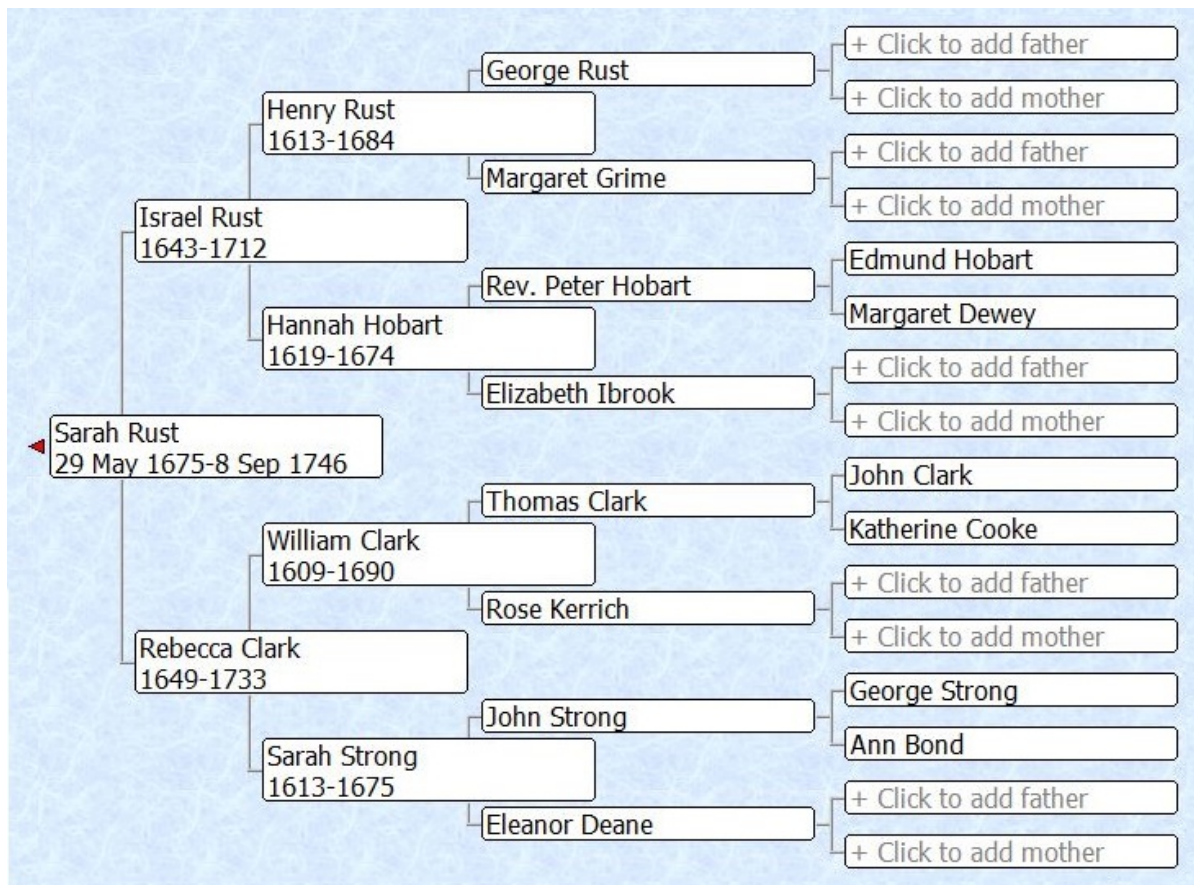 + Click to add father
George Rust
+ Click to add mother
Henry Rust
1613-1684
+ Click to add father
Margaret Grime
+ Click to add mother
Israel Rust
1643-1712
Edmund Hobart
Rev. Peter Hobart
Margaret Dewey
Hannah Hobart
1619-1674
+ Click to add father
Elizabeth Ibrook
+ Click to add mother
Sarah Rust
29 May 1675-8 Sep 1746
John Clark
Thomas Clark
Katherine Cooke
William Clark
1609-1690
+ Click to add father
Rose Kerrich
+ Click to add mother
Rebecca Clark
1649-1733
George Strong
John Strong
Ann Bond
Sarah Strong
1613-1675
+ Click to add father
Eleanor Deane
+ Click to add mother